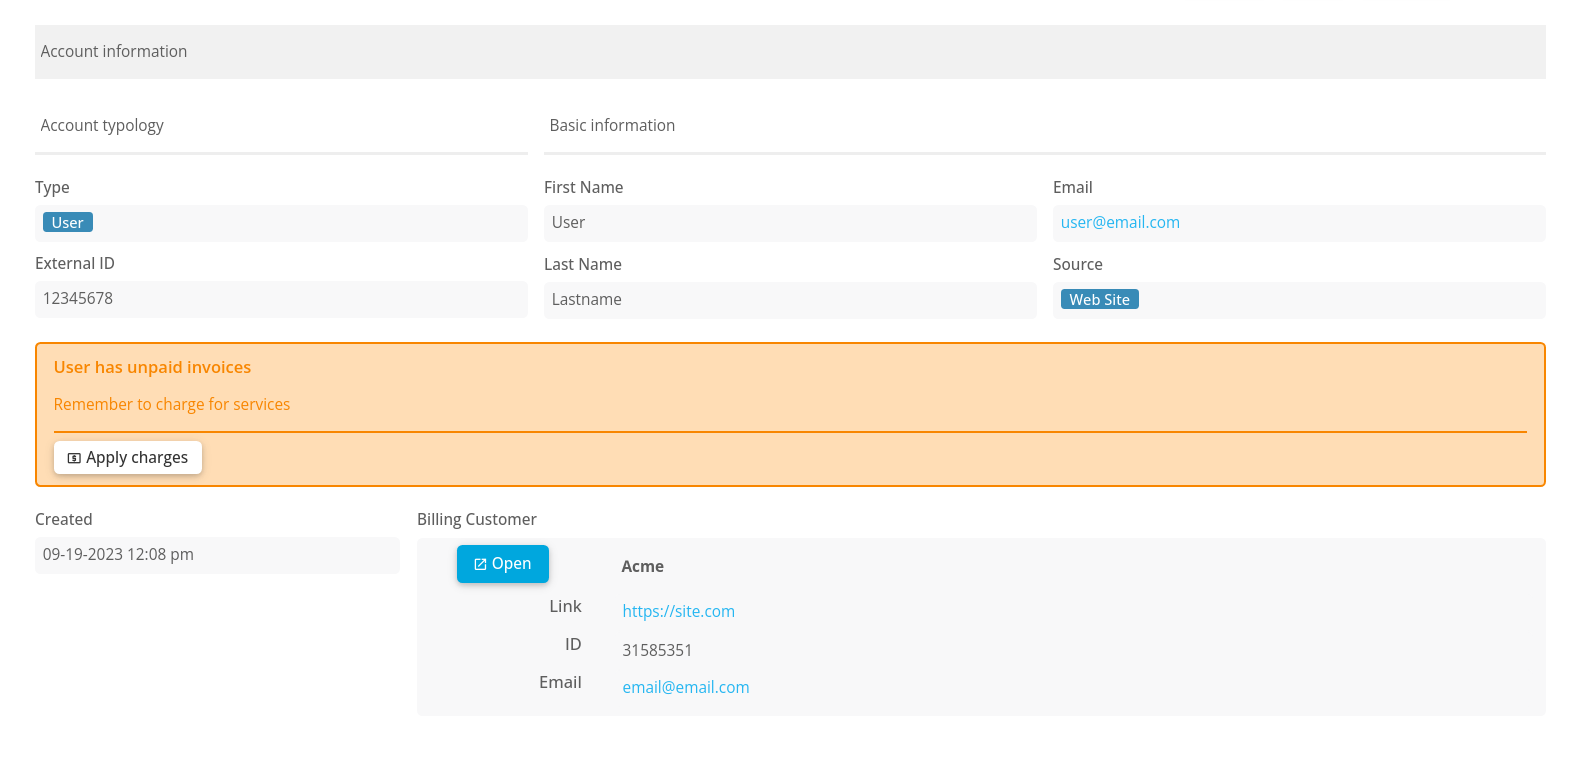 Account information
Account typology
Basic information
Type
First Name
Email
User
User
user@email.com
External ID
Last Name
Source
12345678
Lastname
Web Site
User has unpaid invoices
Remember to charge for services
Apply charges
Created
Billing Customer
09-19-2023 12:08 pm
Open
Acme
Link
https://site.com
ID
31585351
Email
email@email.com